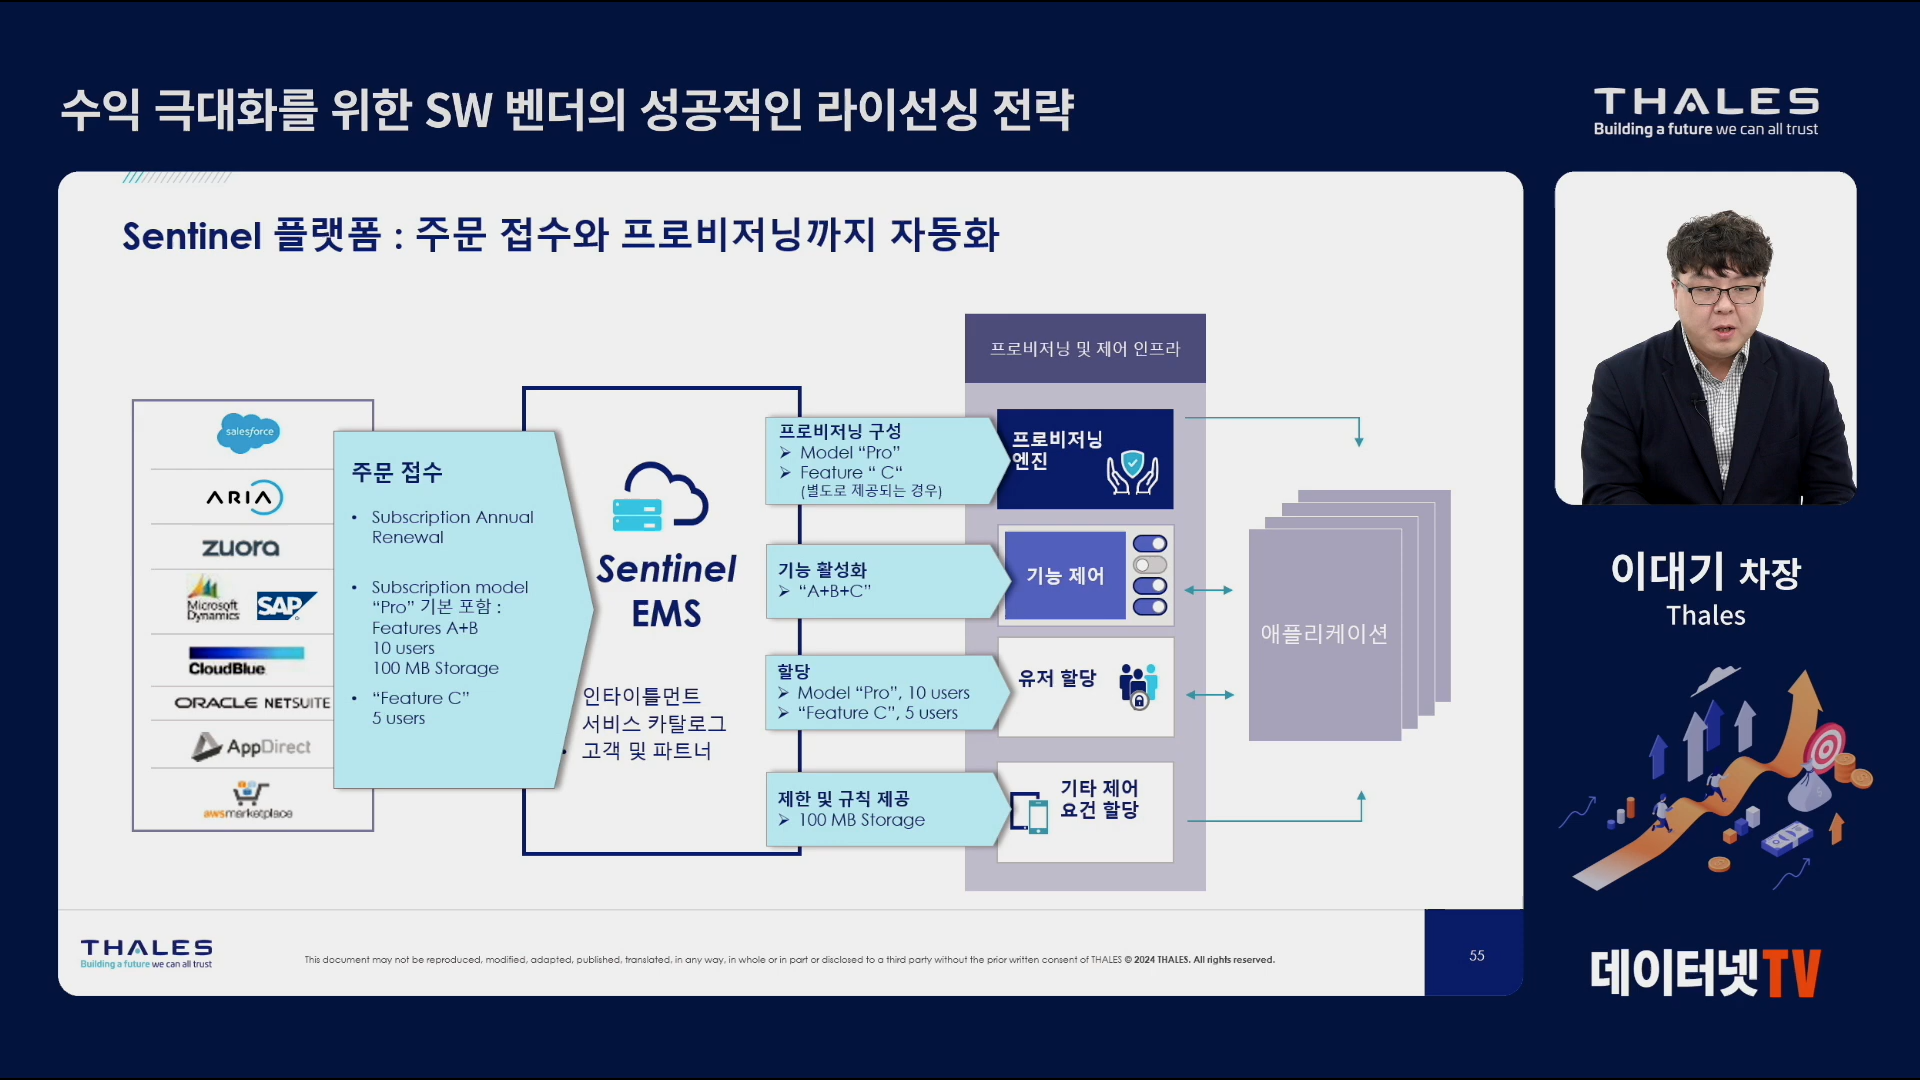 수익 극대화를 위한 SW 벤더의 성공적인 라이선싱 전략
THALES
Building a future we can all trust
Sentinel 플랫폼 : 주문 접수와 프로비저닝까지 자동화
salesforce
ARIA
zuora
Microsoft
Dynamics
SAP
CloudBlue
ORACLE NETSUITE
AppDirect
awsmarketplace
주문 접수
• Subscription Annual
Renewal
• Subscription model
“Pro” 기본 포함 :
Features A+B
10 users
100 MB Storage
• “Feature C”
5 users
Sentinel
EMS
인타이틀먼트
서비스 카탈로그
• 고객 및 파트너
프로비저닝 구성
➢ Model “Pro”
➢ Feature “ C“
(별도로 제공되는 경우)
기능 활성화
➢ “A+B+C”
할당
➢ Model “Pro”, 10 users
➢ “Feature C”, 5 users
제한 및 규칙 제공
➢ 100 MB Storage
프로비저닝 및 제어 인프라
프로비저닝
엔진
기능 제어
유저 할당
기타 제어
요건 할당
애플리케이션
THALES
Building a future we can all trust
This document may not be reproduced, modified, adapted, published, translated, in any way, in whole or in part or disclosed to a third party without the prior written consent of THALES © 2024 THALES. All rights reserved.
55
이대기 차장
Thales
데이터넷TV